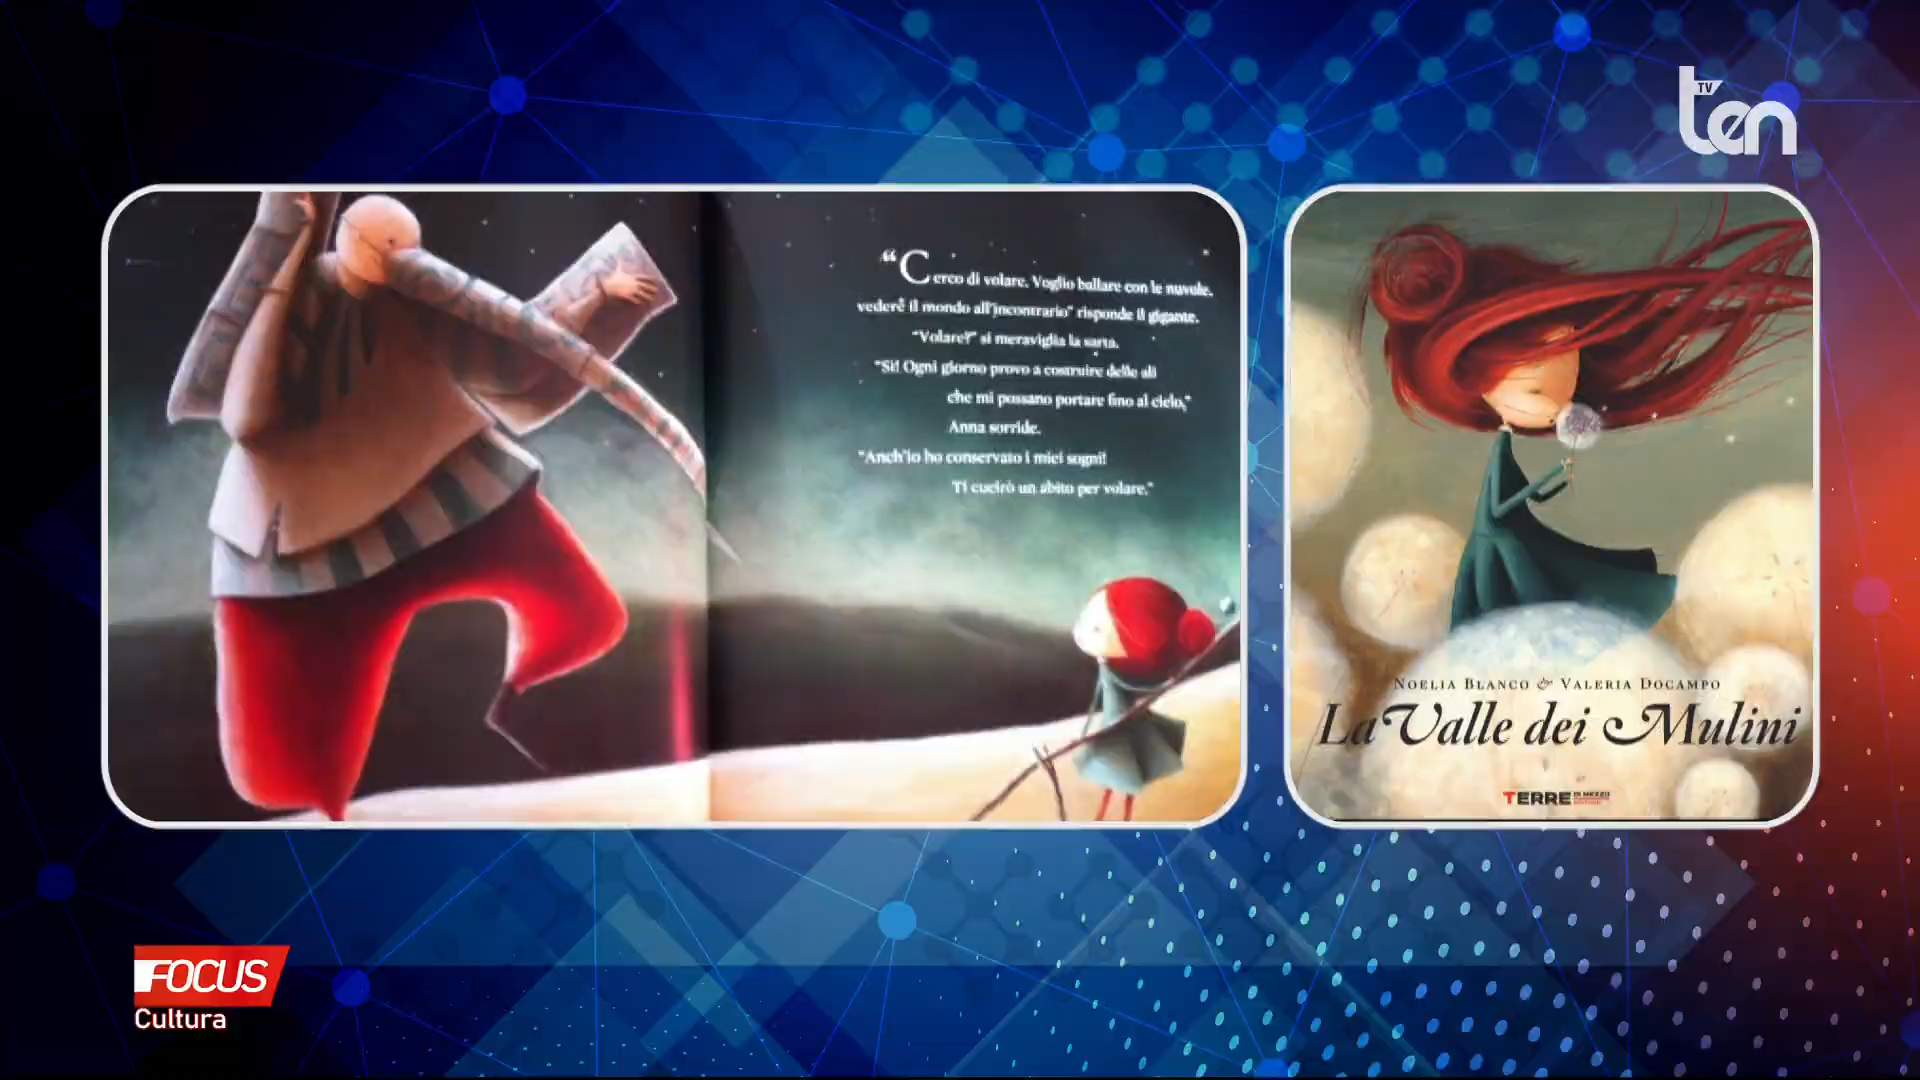 TV
ten
“Cerco di volare. Voglio ballare con le nuvole,
vedere il mondo all'incontrario” risponde il gigante.
“Volare?” si meraviglia la sarta.
“Sì! Ogni giorno provo a costruire delle ali
che mi possano portare fino al cielo,”
Anna sorride.
“Anch'io ho conservato i miei sogni!
Ti cucirò un abito per volare.”
NOELIA BLANCO & VALERIA DOCAMPO
La Valle dei Mulini
TERRE DI MEZZO
FOCUS
Cultura